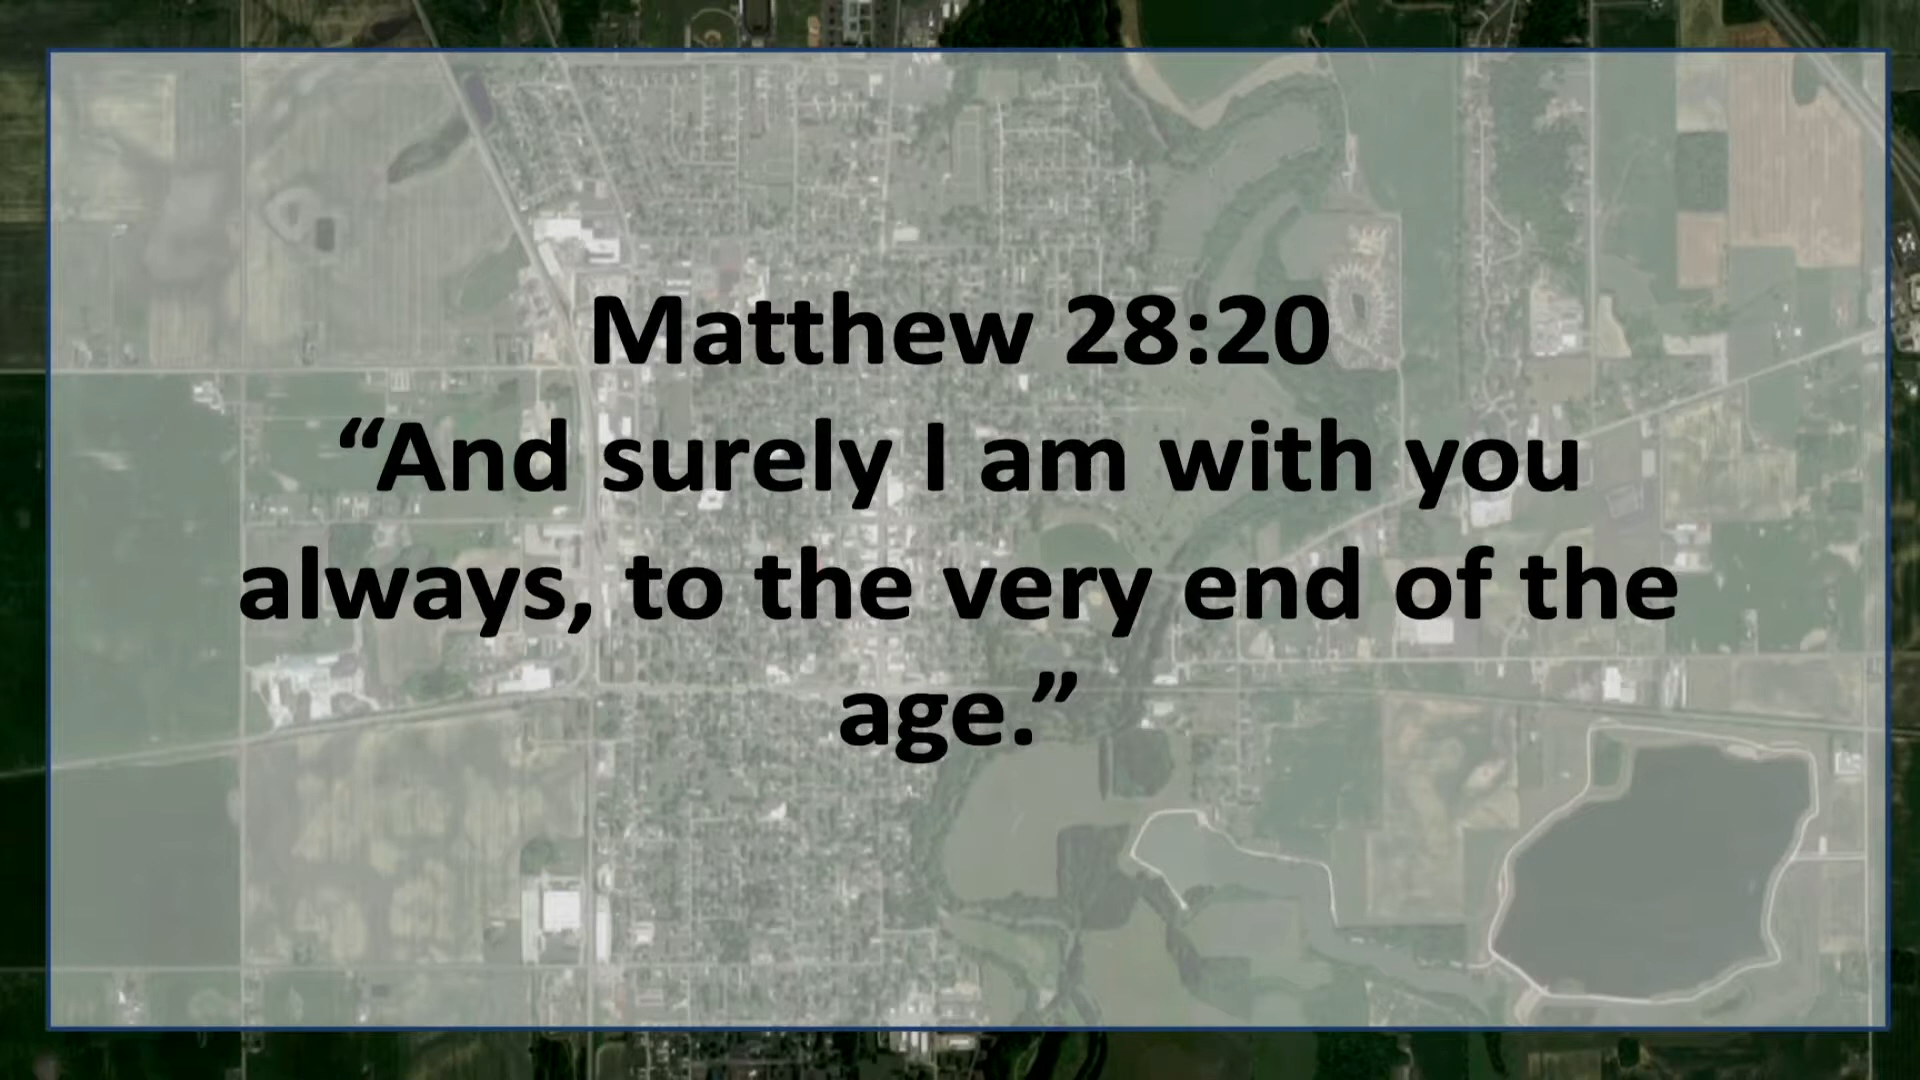 Matthew 28:20
“And surely I am with you
always, to the very end of the
age.”